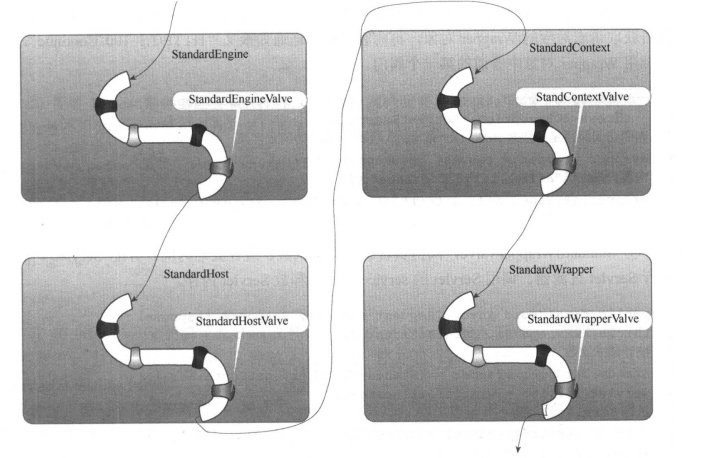 StandardEngine
StandardEngineValve
StandardHost
StandardHostValve
StandardContext
StandContextValve
StandardWrapper
StandardWrapperValve